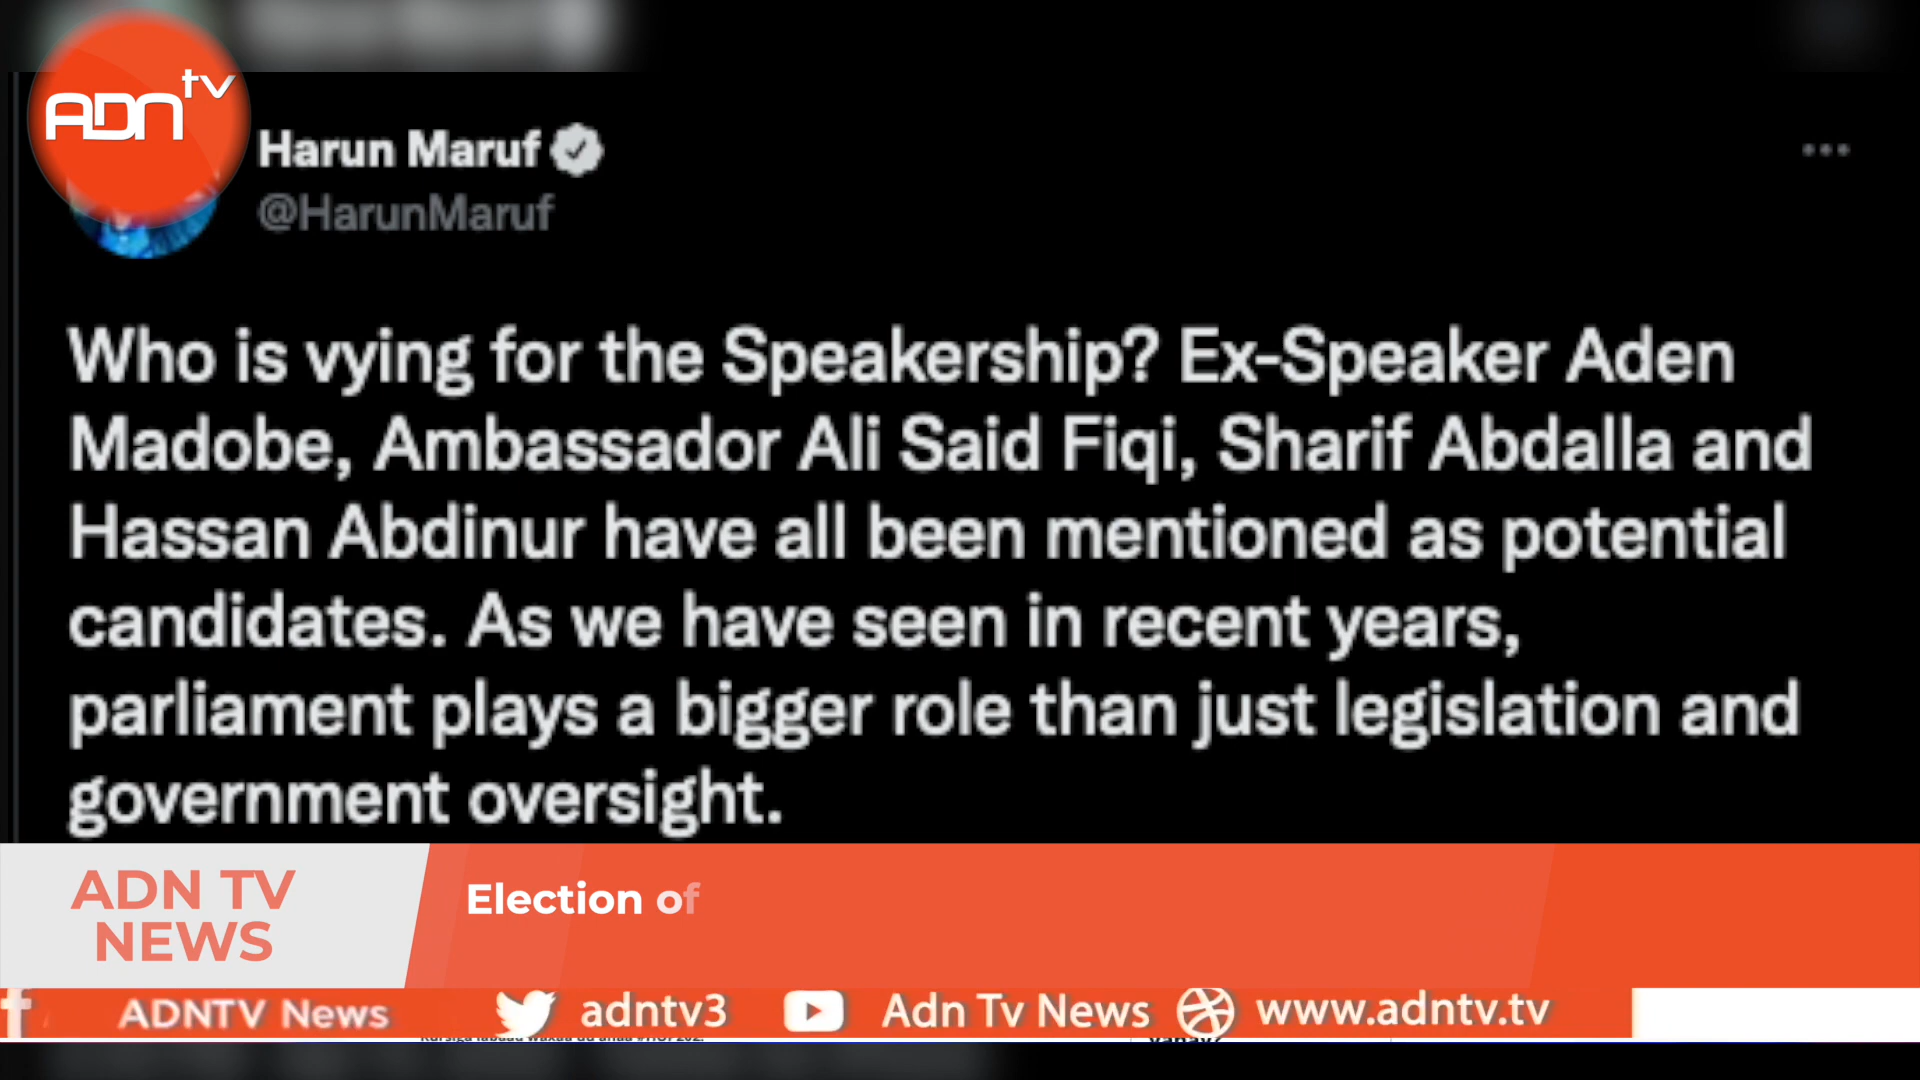 ADN tv
Harun Maruf
@HarunMaruf
Who is vying for the Speakership? Ex-Speaker Aden
Madobe, Ambassador Ali Said Fiqi, Sharif Abdalla and
Hassan Abdinur have all been mentioned as potential
candidates. As we have seen in recent years,
parliament plays a bigger role than just legislation and
government oversight.
ADN TV
NEWS
Election of
ADNTV News adntv3 Adn Tv News www.adntv.tv